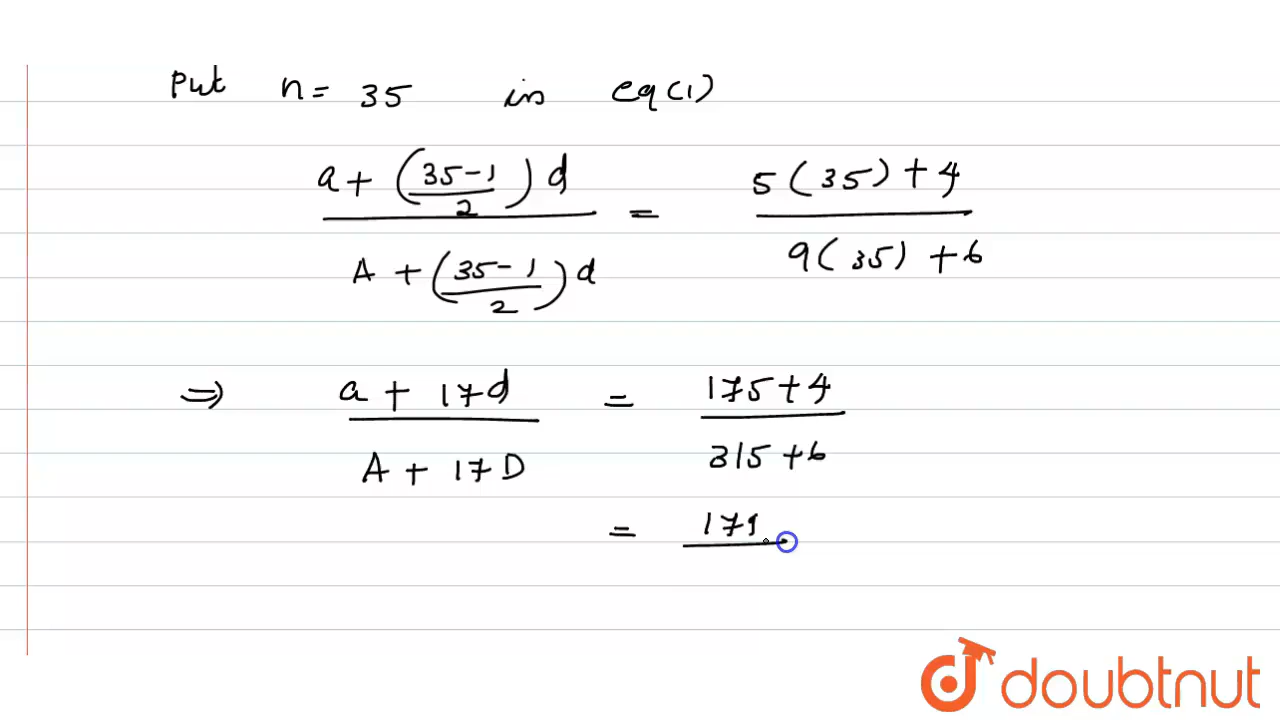 Put n = 35 in eq(1)
a + ((35-1)/2) d / A + ((35-1)/2) d = 5(35) + 4 / 9(35) + 6
⇒ a + 17d / A + 17D = 175 + 4 / 315 + 6
= 179
doubtnut